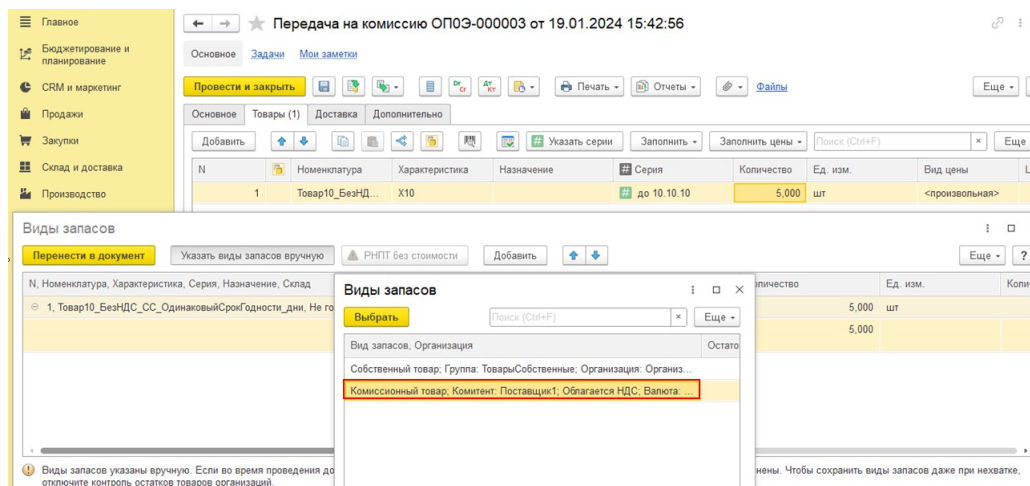 Главное
Передача на комиссию ОП0Э-000003 от 19.01.2024 15:42:56
Бюджетирование и
планирование
Основное Задачи Мои заметки
CRM и маркетинг
Провести и закрыть Dr Cr Ат Кт Печать Отчеты Файлы Еще
Продажи
Основное Товары (1) Доставка Дополнительно
Закупки
Добавить Указать серии Заполнить Заполнить цены Поиск (Ctrl+F) × Еще
Склад и доставка
N Номенклатура Характеристика Назначение Серия Количество Ед. изм. Вид цены
Производство
1 Товар10_БезНД... Х10 до 10.10.10 5,000 шт <произвольная>
Виды запасов
Перенести в документ Указать виды запасов вручную РНПТ без стоимости Добавить Еще ?
N, Номенклатура, Характеристика, Серия, Назначение, Склад
Количество Ед. изм.
1, Товар10_БезНДС_СС_ОдинаковыйСрокГодности_дни, Не го
5,000 шт
5,000
Виды запасов
Выбрать Поиск (Ctrl+F) × Еще
Вид запасов, Организация Остато
Собственный товар; Группа: ТоварыСобственные; Организация: Организ...
Комиссионный товар; Комитент: Поставщик1; Облагается НДС; Валюта: ...
Виды запасов указаны вручную. Если во время проведения до
нены. Чтобы сохранить виды запасов даже при нехватке,
отключите контроль остатков товаров организаций.